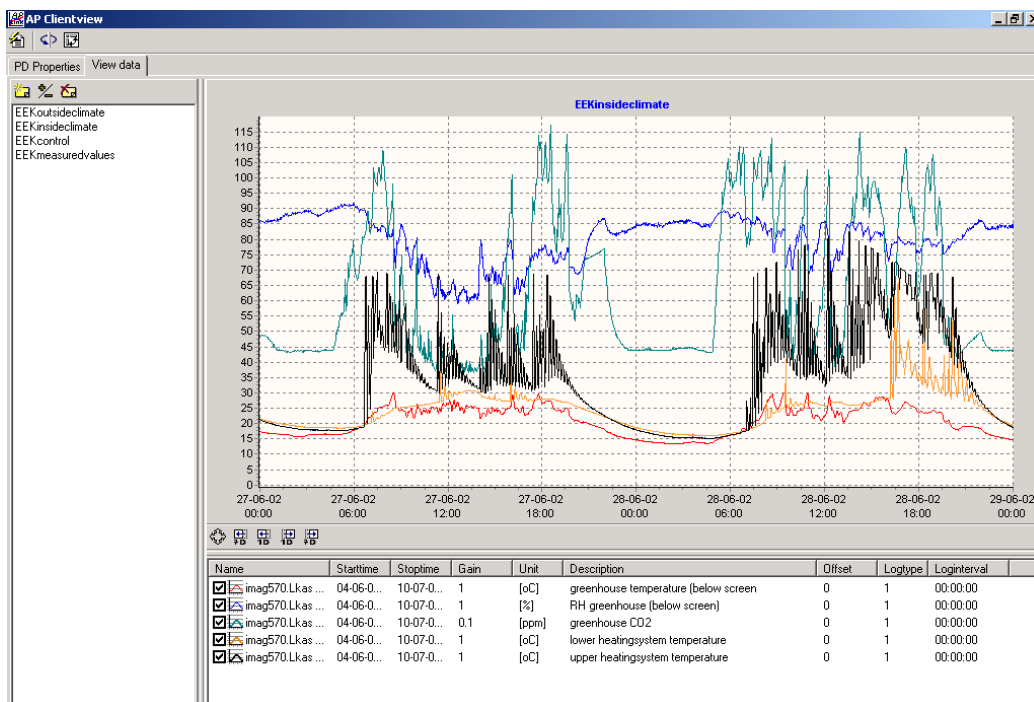 AP Clientview
PD Properties View data
EEKoutsideclimate
EEKinsideclimate
EEKcontrol
EEKmeasuredvalues
EEKinsideclimate
115
110
105
100
95
90
85
80
75
70
65
60
55
50
45
40
35
30
25
20
15
10
5
0
27-06-02 27-06-02 27-06-02 27-06-02 28-06-02 28-06-02 28-06-02 28-06-02 29-06-02
00:00 06:00 12:00 18:00 00:00 06:00 12:00 18:00 00:00
Name Starttime Stoptime Gain Unit Description Offset Logtype Loginterval
imag570.Lkas ... 04-06-0... 10-07-0... 1 [oC] greenhouse temperature (below screen 0 1 00:00:00
imag570.Lkas ... 04-06-0... 10-07-0... 1 [%] RH greenhouse (below screen) 0 1 00:00:00
imag570.Lkas ... 04-06-0... 10-07-0... 0.1 [ppm] greenhouse CO2 0 1 00:00:00
imag570.Lkas ... 04-06-0... 10-07-0... 1 [oC] lower heatingsystem temperature 0 1 00:00:00
imag570.Lkas ... 04-06-0... 10-07-0... 1 [oC] upper heatingsystem temperature 0 1 00:00:00